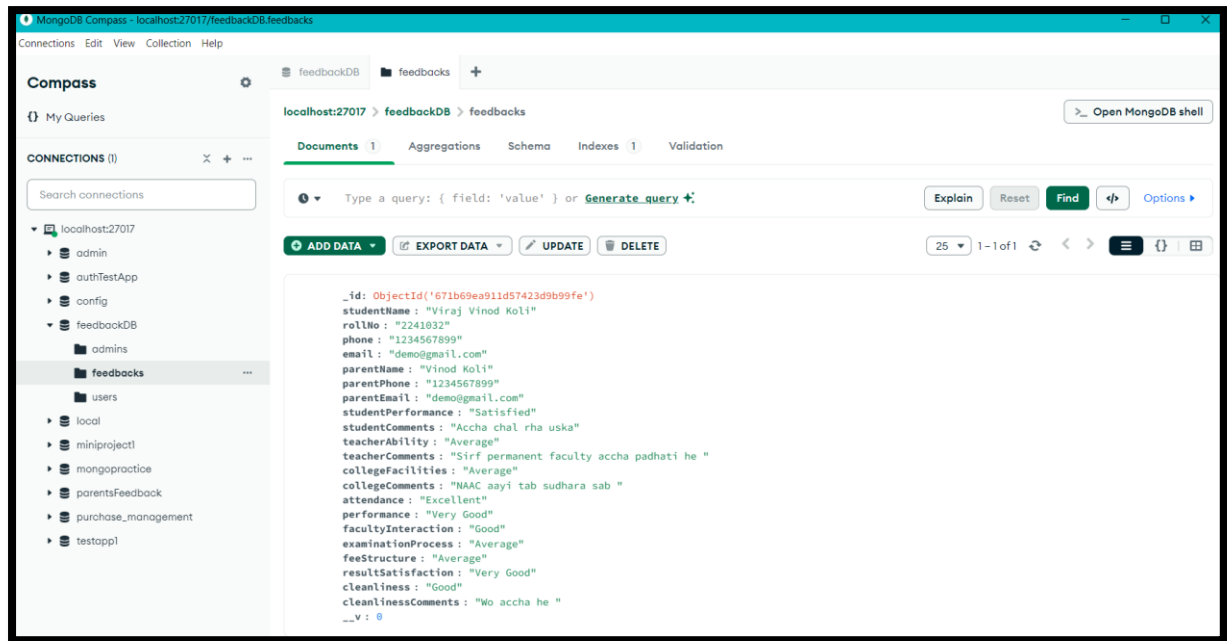 MongoDB Compass - localhost:27017/feedbackDB.feedbacks
Connections Edit View Collection Help
Compass
{} My Queries
CONNECTIONS (1)
Search connections
localhost:27017
admin
authTestApp
config
feedbackDB
admins
feedbacks
users
local
miniproject1
mongopractice
parentsFeedback
purchase_management
testapp1
feedbackDB feedbacks +
localhost:27017 > feedbackDB > feedbacks
>_ Open MongoDB shell
Documents 1 Aggregations Schema Indexes 1 Validation
Type a query: { field: 'value' } or Generate query
Explain Reset Find </> Options
ADD DATA EXPORT DATA UPDATE DELETE
25 1-1 of 1 {}
_id: ObjectId('671b69ea911d57423d9b99fe')
studentName : "Viraj Vinod Koli"
rollNo : "2241032"
phone : "1234567899"
email : "demo@gmail.com"
parentName : "Vinod Koli"
parentPhone : "1234567899"
parentEmail : "demo@gmail.com"
studentPerformance : "Satisfied"
studentComments : "Accha chal rha uska"
teacherAbility : "Average"
teacherComments : "Sirf permanent faculty accha padhati he "
collegeFacilities : "Average"
collegeComments : "NAAC aayi tab sudhara sab "
attendance : "Excellent"
performance : "Very Good"
facultyInteraction : "Good"
examinationProcess : "Average"
feeStructure : "Average"
resultSatisfaction : "Very Good"
cleanliness : "Good"
cleanlinessComments : "Wo accha he "
__v : 0